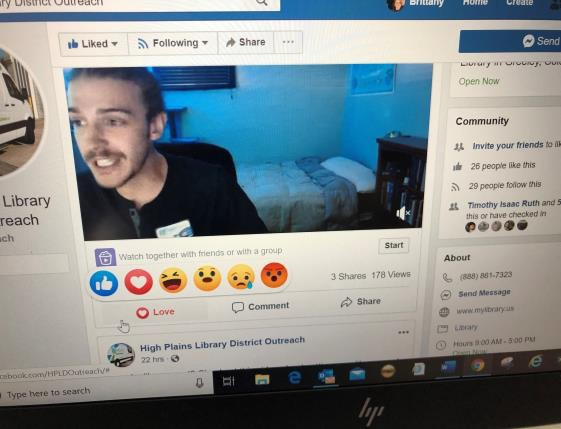 ry District Outreach
Brittany
Home
Create
Liked
Following
Share
Send
Library in Greeley, Colo
Open Now
Library
reach
ch
Community
Invite your friends to lik
26 people like this
29 people follow this
Timothy Isaac Ruth and 5
this or have checked in
Watch together with friends or with a group
Start
3 Shares 178 Views
Love
Comment
Share
About
(888) 861-7323
Send Message
www.mylibrary.us
Library
Hours 9:00 AM - 5:00 PM
Open Now
High Plains Library District Outreach
22 hrs
cebook.com/HPLDOutreach/#
Type here to search
hp